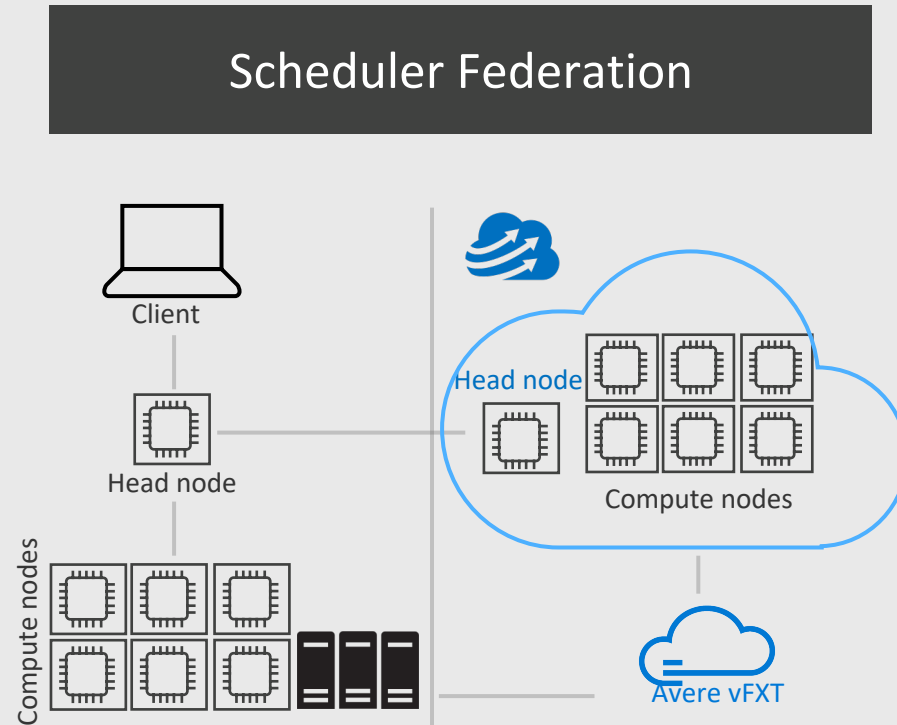 Scheduler Federation
Client
Head node
Head node
Compute nodes
Compute nodes
Avere vFXT